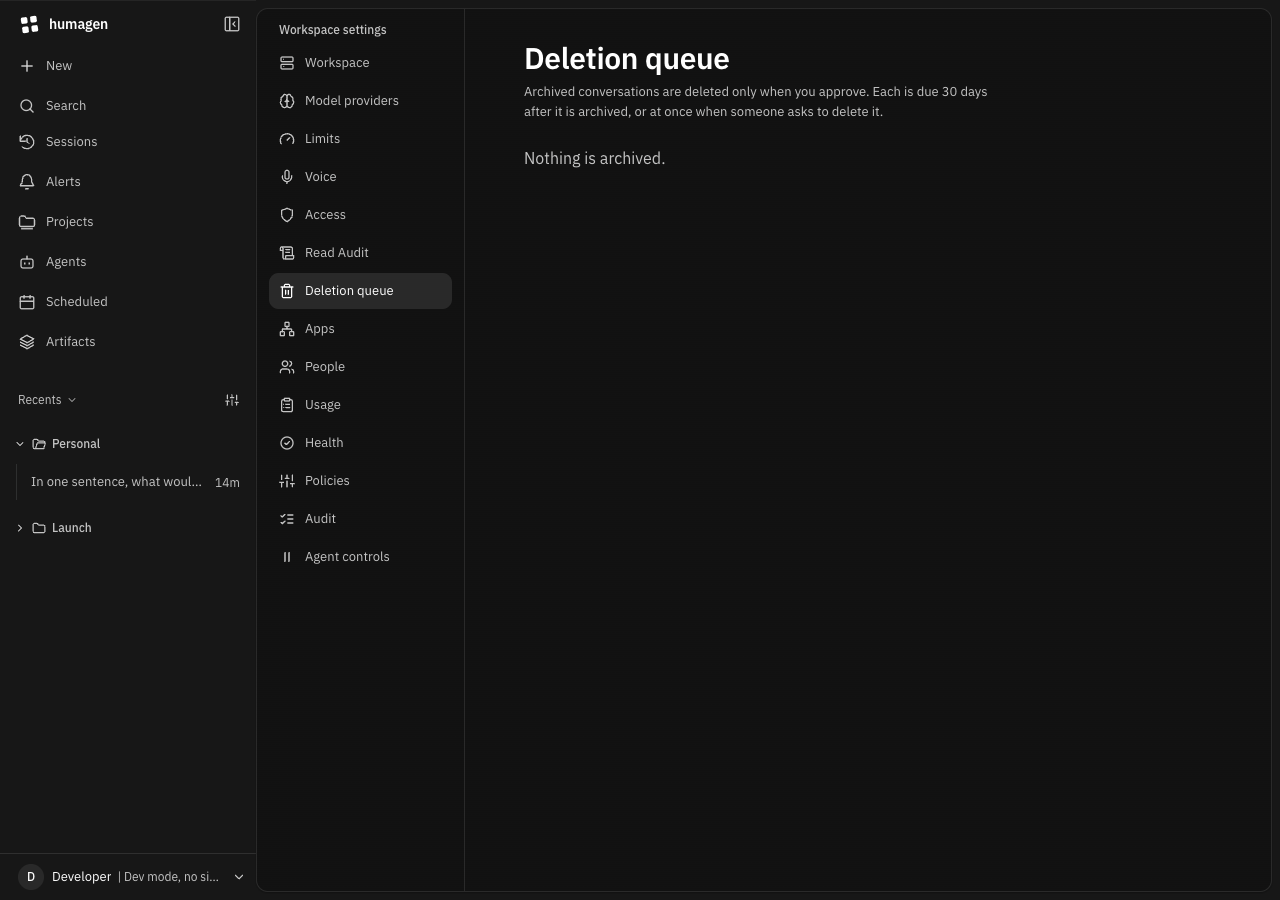 humagen
New
Search
Sessions
Alerts
Projects
Agents
Scheduled
Artifacts
Recents
Personal
In one sentence, what woul... 14m
Launch
D Developer | Dev mode, no si...
Workspace settings
Workspace
Model providers
Limits
Voice
Access
Read Audit
Deletion queue
Apps
People
Usage
Health
Policies
Audit
Agent controls
Deletion queue
Archived conversations are deleted only when you approve. Each is due 30 days
after it is archived, or at once when someone asks to delete it.
Nothing is archived.